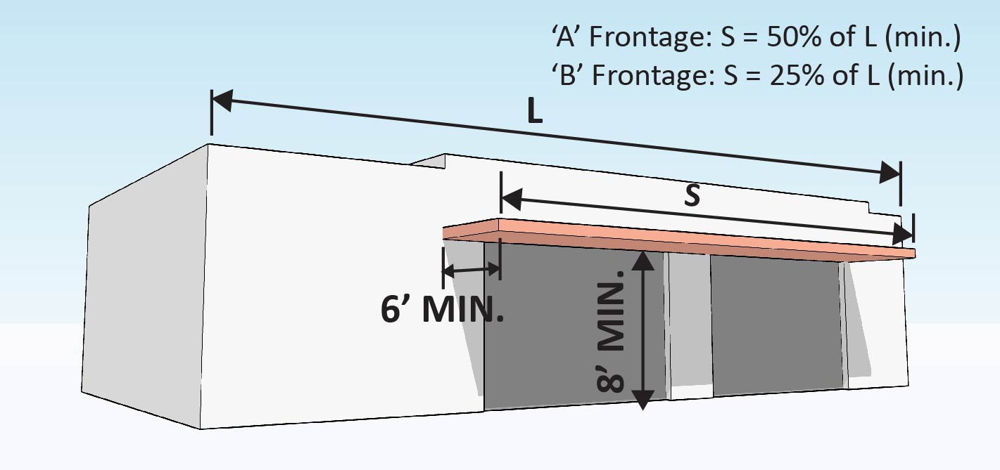 ‘A’ Frontage: S = 50% of L (min.)
‘B’ Frontage: S = 25% of L (min.)
L
S
6’ MIN.
8’ MIN.